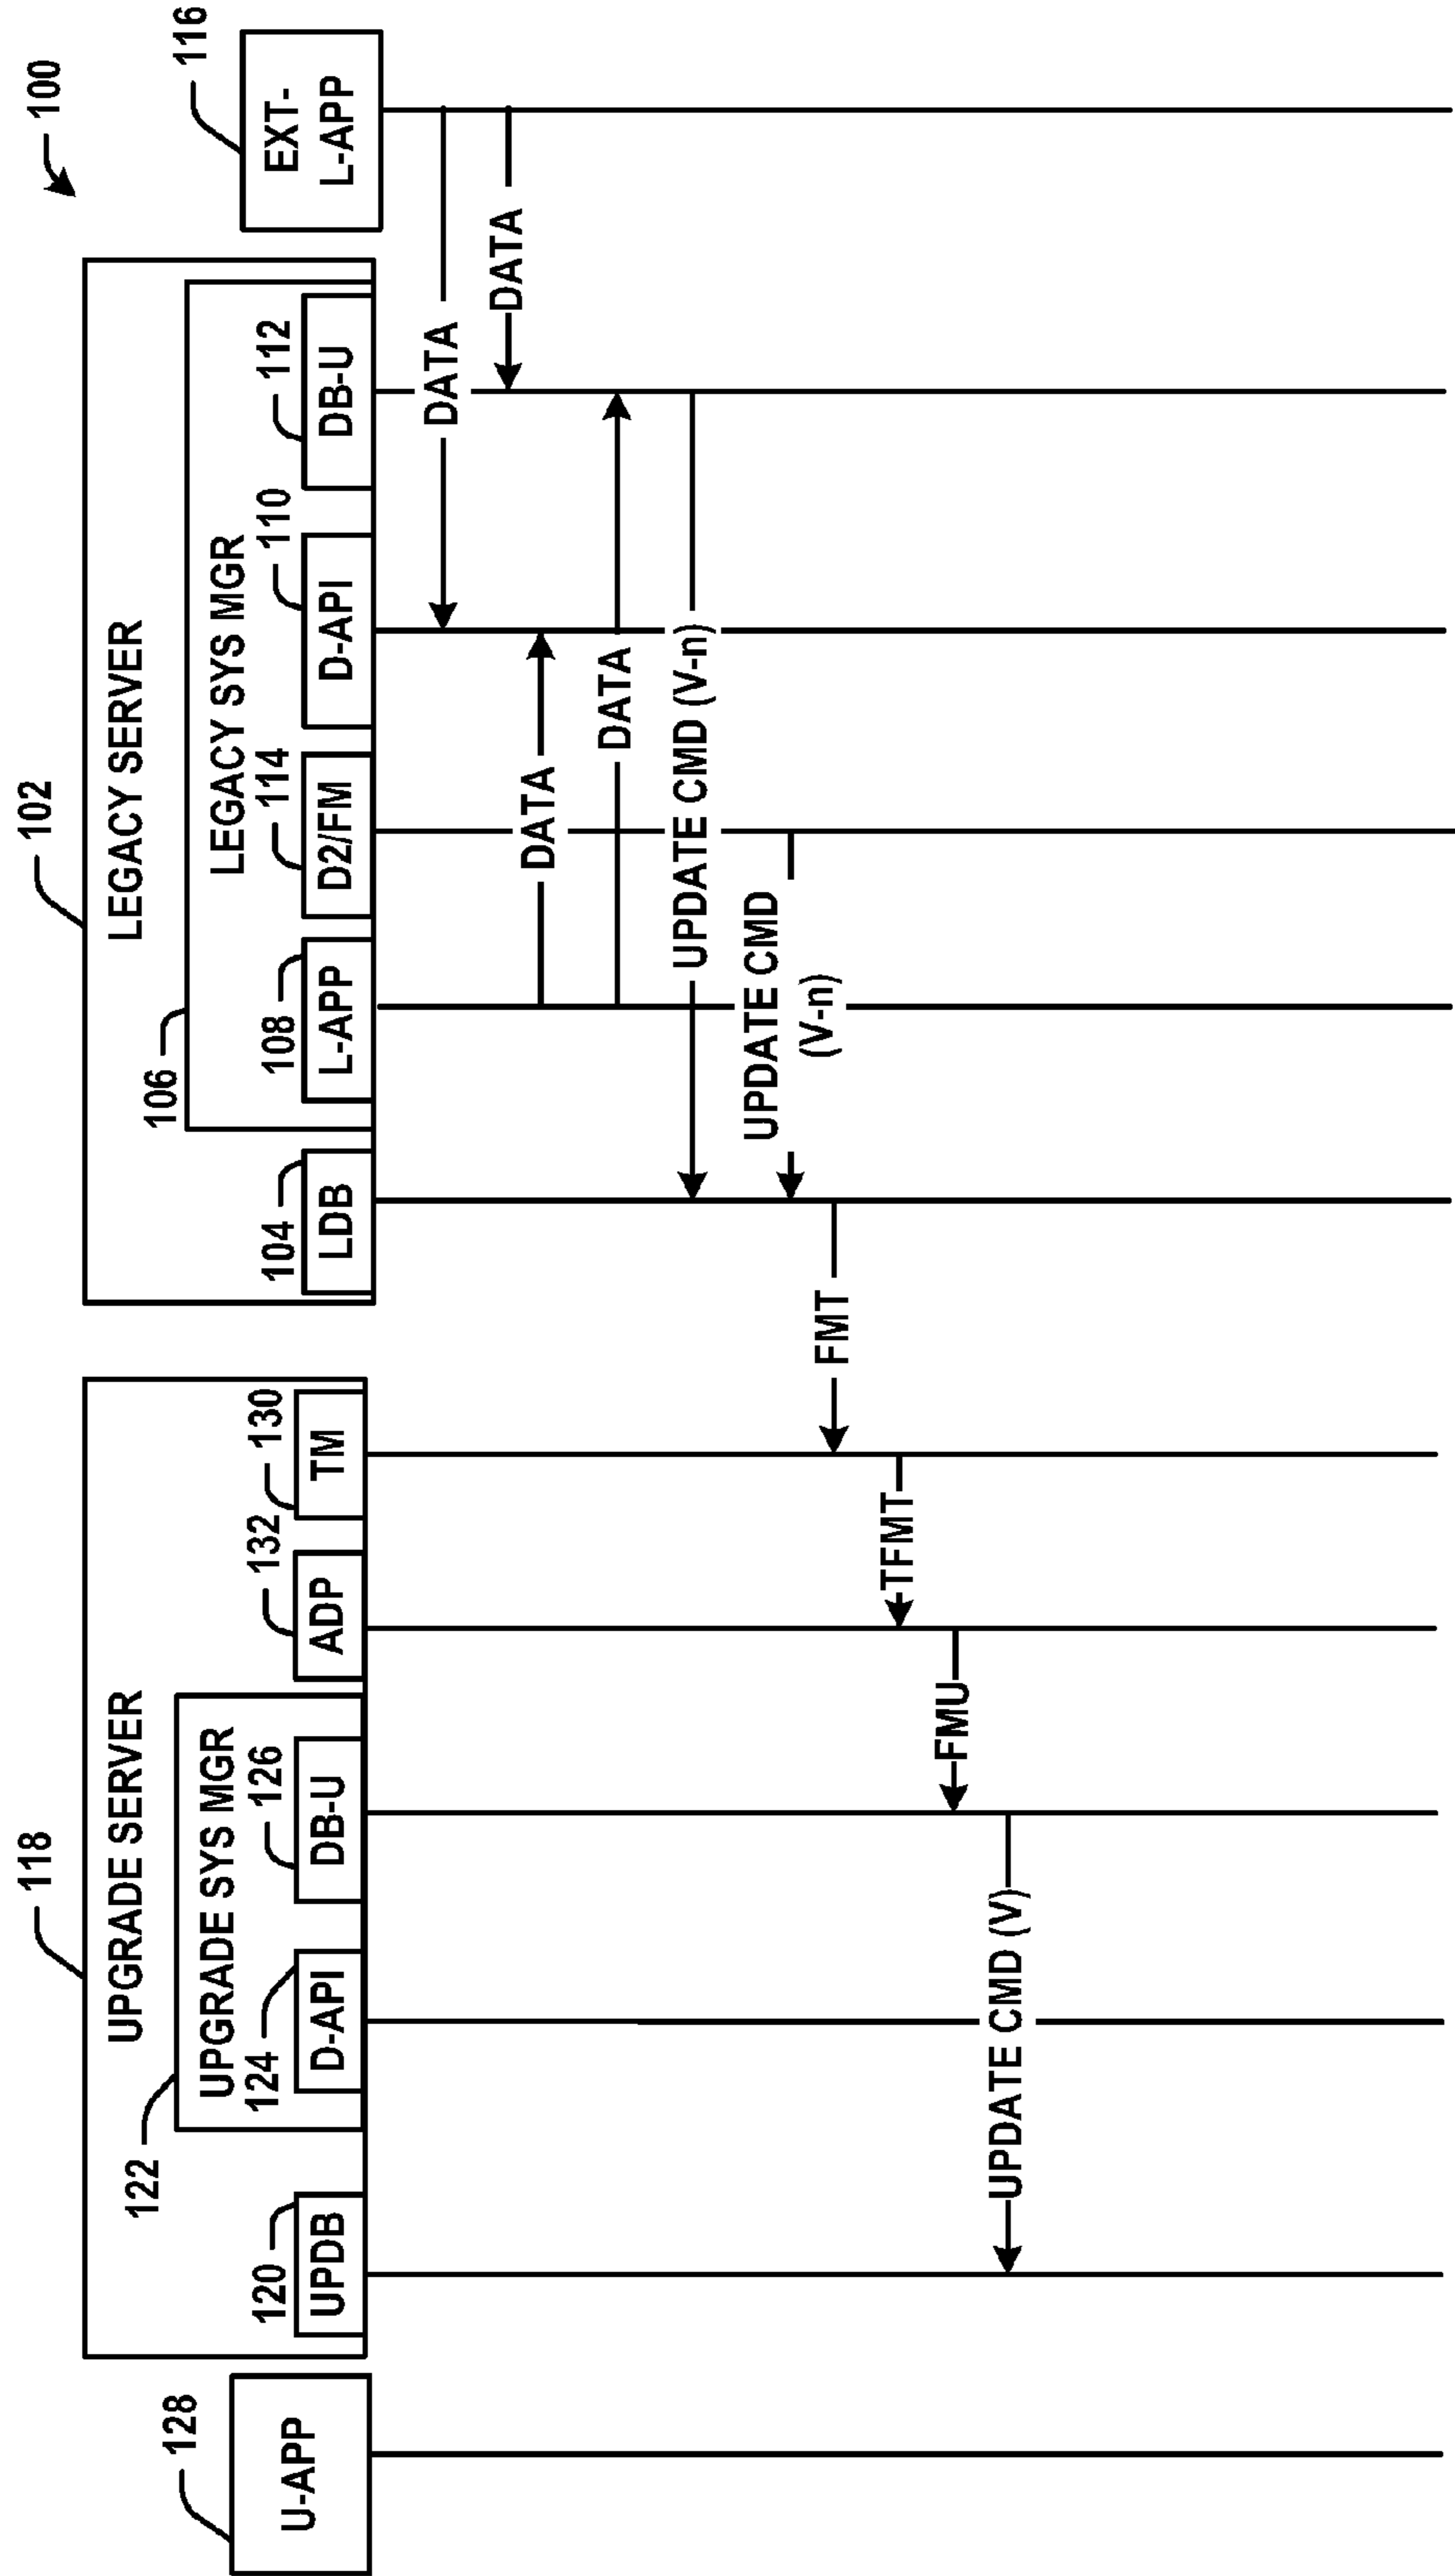 100
118
102
UPGRADE SERVER
LEGACY SERVER
122
UPGRADE SYS MGR
106
LEGACY SYS MGR
128
U-APP
120
UPDB
124
D-API
126
DB-U
132
ADP
130
TM
104
LDB
108
L-APP
114
D2/FM
110
D-API
112
DB-U
116
EXT-
L-APP
DATA
DATA
DATA
DATA
UPDATE CMD (V-n)
UPDATE CMD
(V-n)
FMT
TFMT
FMU
UPDATE CMD (V)